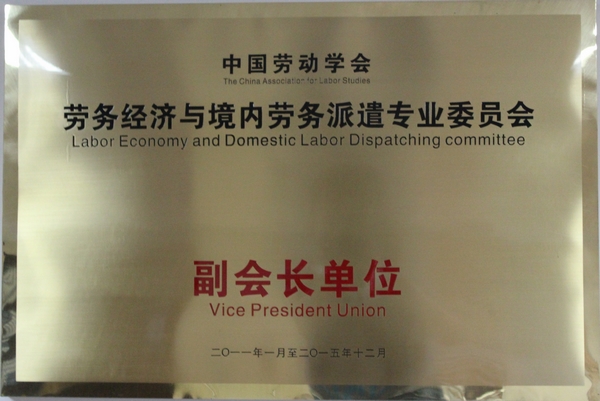 中国劳动学会
The China Association for Labor Studies
劳务经济与境内劳务派遣专业委员会
Labor Economy and Domestic Labor Dispatching committee
副会长单位
Vice President Union
二〇一一年一月至二〇一五年十二月